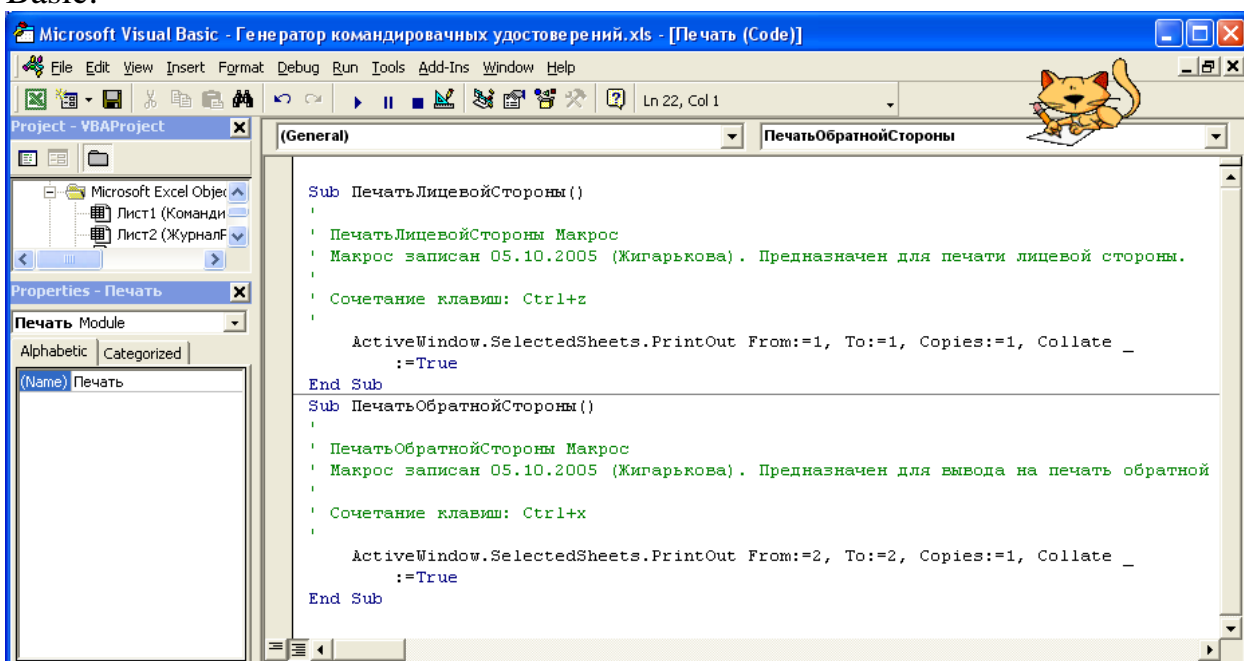 Basic.
Microsoft Visual Basic - Генератор командировачных удостоверений.xls - [Печать (Code)]
File Edit View Insert Format Debug Run Tools Add-Ins Window Help
Ln 22, Col 1
Project - VBAProject
Microsoft Excel Objec
Лист1 (Команди
Лист2 (ЖурналР
Properties - Печать
Печать Module
Alphabetic Categorized
(Name) Печать
(General) ПечатьОбратнойСтороны
Sub ПечатьЛицевойСтороны()
'
' ПечатьЛицевойСтороны Макрос
' Макрос записан 05.10.2005 (Жигарькова). Предназначен для печати лицевой стороны.
'
' Сочетание клавиш: Ctrl+z
'
ActiveWindow.SelectedSheets.PrintOut From:=1, To:=1, Copies:=1, Collate _
:=True
End Sub
Sub ПечатьОбратнойСтороны()
'
' ПечатьОбратнойСтороны Макрос
' Макрос записан 05.10.2005 (Жигарькова). Предназначен для вывода на печать обратной
'
' Сочетание клавиш: Ctrl+x
'
ActiveWindow.SelectedSheets.PrintOut From:=2, To:=2, Copies:=1, Collate _
:=True
End Sub